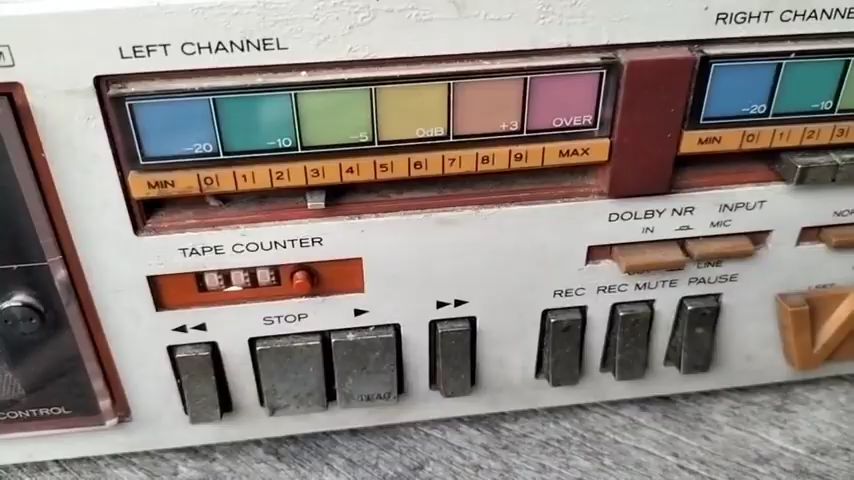 LEFT CHANNEL
RIGHT CHANNE
-20 -10 -5 0dB +3 OVER
-20 -10
MIN 0 1 2 3 4 5 6 7 8 9 MAX
MIN 0 1 2 3
DOLBY NR INPUT
IN MIC
LINE
TAPE COUNTER
REC REC MUTE PAUSE
STOP
TEAC
CONTROL